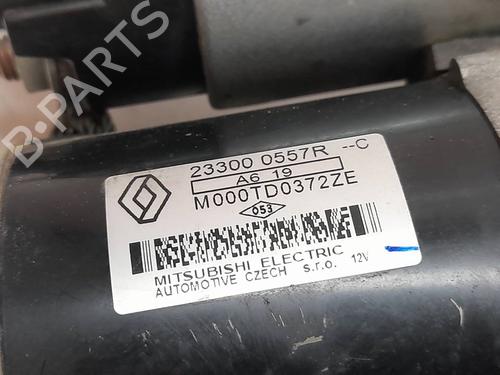 B-PARTS
23300 0557R --C
A6 19
M000TD0372ZE
053
MITSUBISHI ELECTRIC
AUTOMOTIVE CZECH s.r.o. 12V